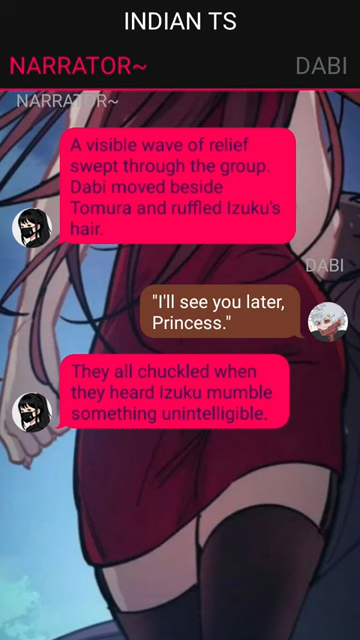 INDIAN TS
NARRATOR~ DABI
NARRATOR~
A visible wave of relief
swept through the group.
Dabi moved beside
Tomura and ruffled Izuku's
hair.
DABI
"I'll see you later,
Princess."
They all chuckled when
they heard Izuku mumble
something unintelligible.